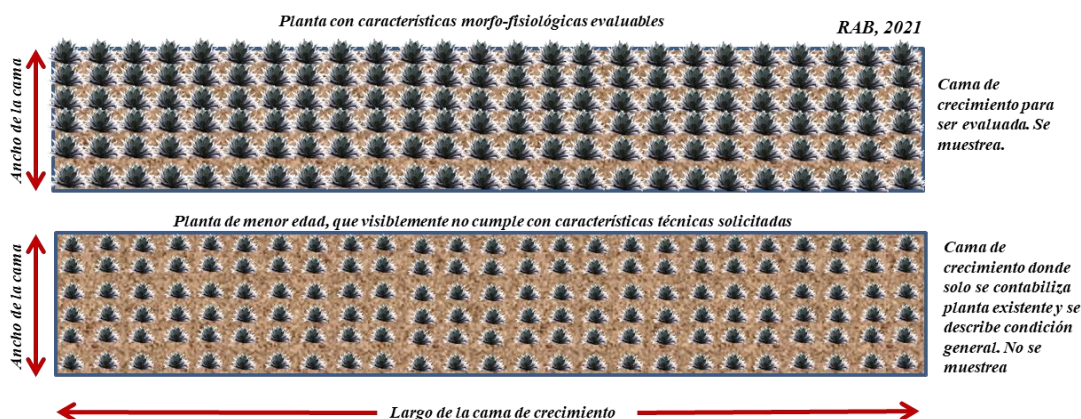 Planta con características morfo-fisiológicas evaluables
RAB, 2021
Ancho de la cama
Cama de
crecimiento para
ser evaluada. Se
muestrea.
Planta de menor edad, que visiblemente no cumple con características técnicas solicitadas
Ancho de la cama
Cama de
crecimiento donde
solo se contabiliza
planta existente y se
describe condición
general. No se
muestrea
Largo de la cama de crecimiento